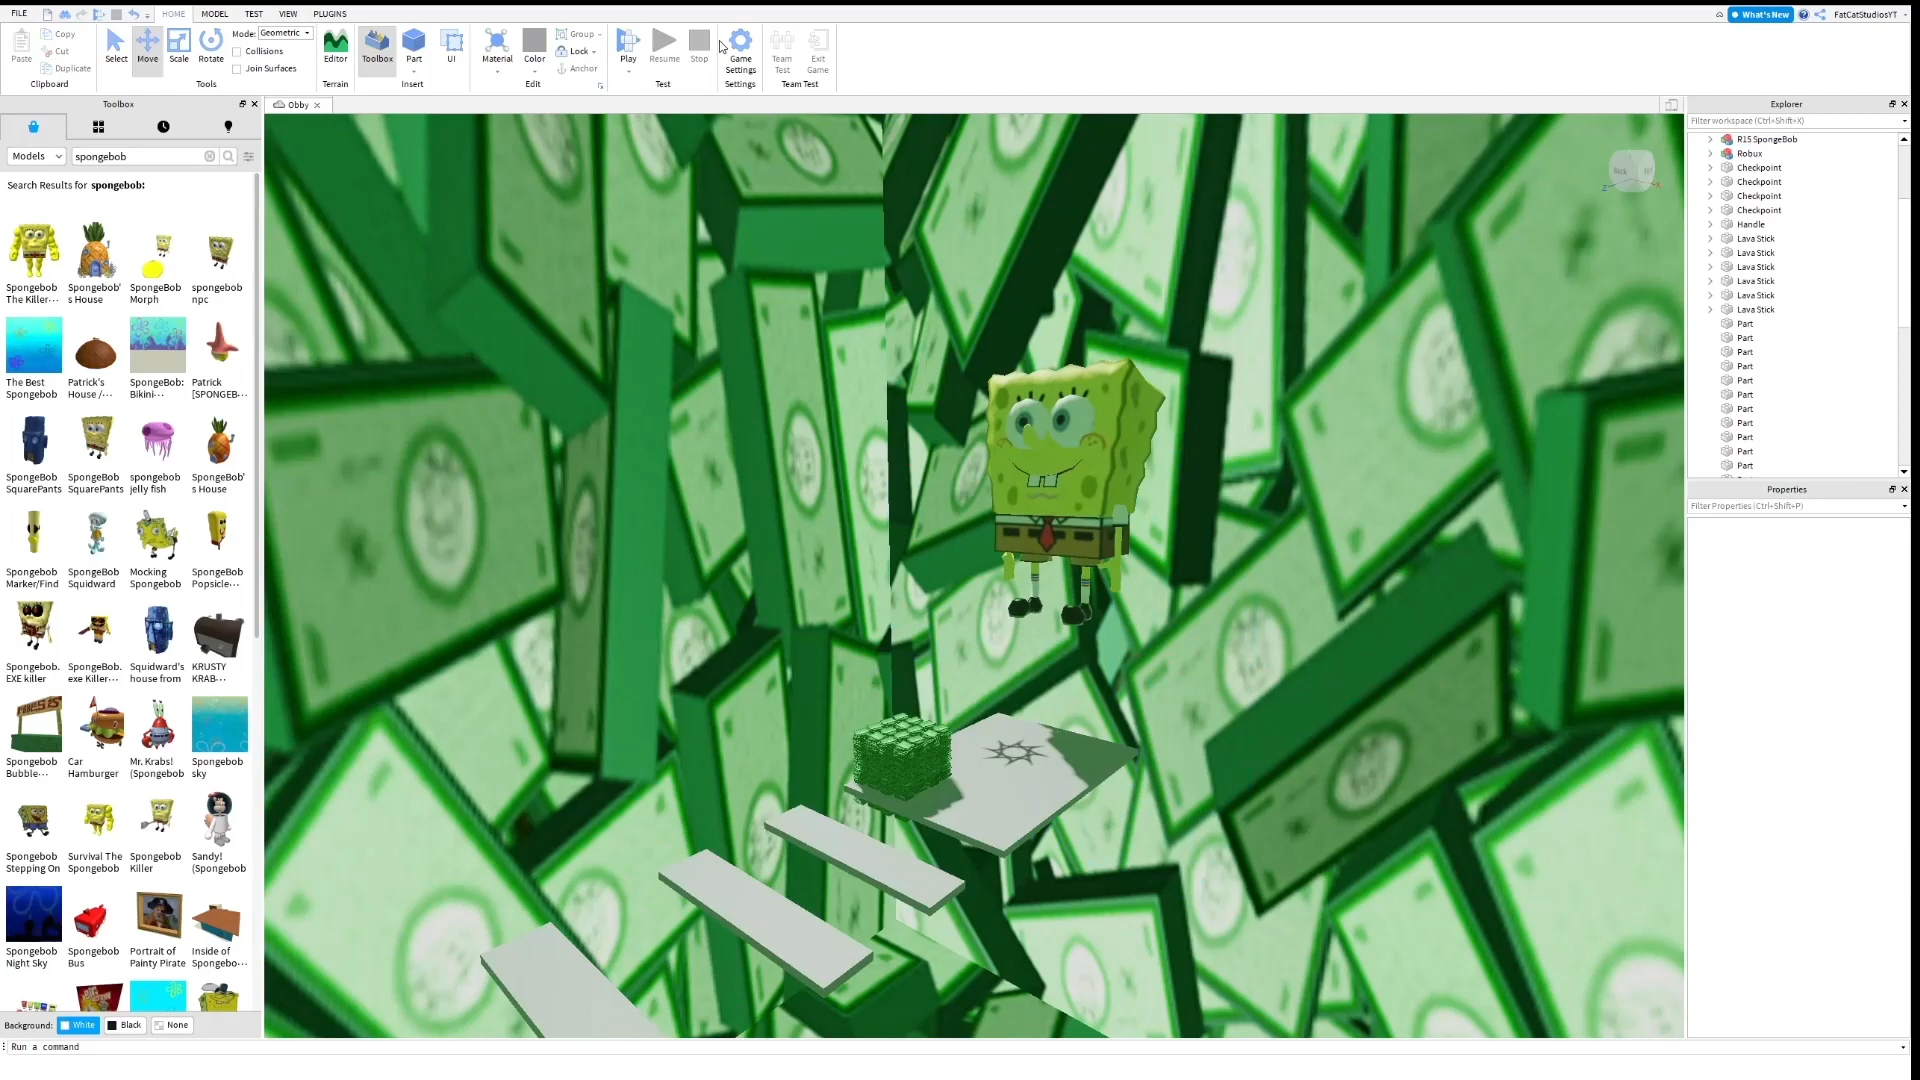 FILE HOME MODEL TEST VIEW PLUGINS What's New FatCatStudiosYT
Paste Copy Cut Duplicate Select Move Scale Rotate Mode: Geometric Collisions Join Surfaces Editor Toolbox Part UI Material Color Group Lock Anchor Play Resume Stop Game Settings Team Test Exit Game
Clipboard Tools Terrain Insert Edit Test Settings Team Test
Toolbox
Obby
Models spongebob
Search Results for spongebob:
Spongebob The Killer···
Spongebob' s House
SpongeBob Morph
spongebob npc
The Best Spongebob
Patrick's House /···
SpongeBob: Bikini···
Patrick [SPONGEB···
SpongeBob SquarePants
SpongeBob SquarePants
spongebob jelly fish
SpongeBob's House
Spongebob Marker/Find
SpongeBob Squidward
Mocking Spongebob
SpongeBob Popsicle···
Spongebob. EXE killer
SpongeBob. exe Killer···
Squidward's house from
KRUSTY KRAB···
Spongebob Bubble···
Car Hamburger
Mr. Krabs! (Spongebob
Spongebob sky
Spongebob Stepping On
Survival The Spongebob
Spongebob Killer
Sandy! (Spongebob
Spongebob Night Sky
Spongebob Bus
Portrait of Painty Pirate
Inside of Spongebo···
Background: White Black None
Run a command
Back
Z
X
Explorer
Filter workspace (Ctrl+Shift+X)
R15 SpongeBob
Robux
Checkpoint
Checkpoint
Checkpoint
Checkpoint
Handle
Lava Stick
Lava Stick
Lava Stick
Lava Stick
Lava Stick
Lava Stick
Part
Part
Part
Part
Part
Part
Part
Part
Part
Part
Part
Properties
Filter Properties (Ctrl+Shift+P)